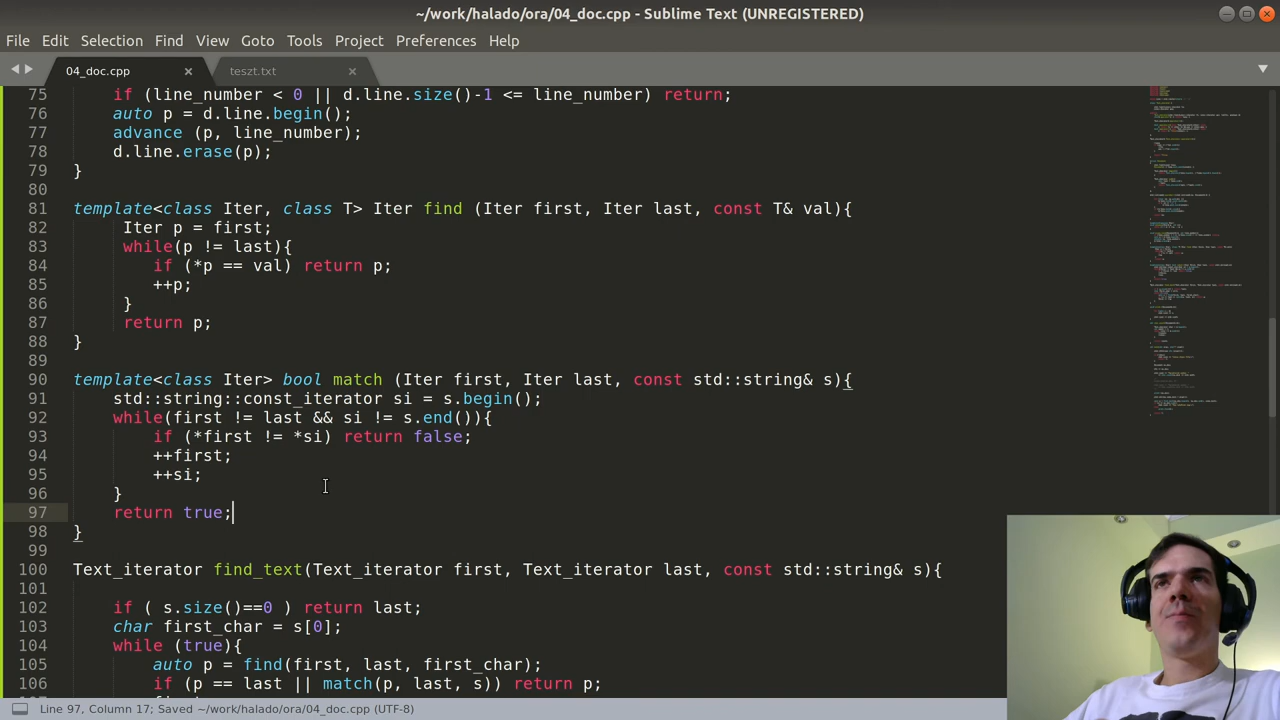 ~/work/halado/ora/04_doc.cpp - Sublime Text (UNREGISTERED)
File Edit Selection Find View Goto Tools Project Preferences Help
04_doc.cpp teszt.txt
75 if (line_number < 0 || d.line.size()-1 <= line_number) return;
76 auto p = d.line.begin();
77 advance (p, line_number);
78 d.line.erase(p);
79 }
80
81 template<class Iter, class T> Iter find (Iter first, Iter last, const T& val){
82 Iter p = first;
83 while(p != last){
84 if (*p == val) return p;
85 ++p;
86 }
87 return p;
88 }
89
90 template<class Iter> bool match (Iter first, Iter last, const std::string& s){
91 std::string::const_iterator si = s.begin();
92 while(first != last && si != s.end()){
93 if (*first != *si) return false;
94 ++first;
95 ++si;
96 }
97 return true;
98 }
99
100 Text_iterator find_text(Text_iterator first, Text_iterator last, const std::string& s){
101
102 if ( s.size()==0 ) return last;
103 char first_char = s[0];
104 while (true){
105 auto p = find(first, last, first_char);
106 if (p == last || match(p, last, s)) return p;
Line 97, Column 17; Saved ~/work/halado/ora/04_doc.cpp (UTF-8)